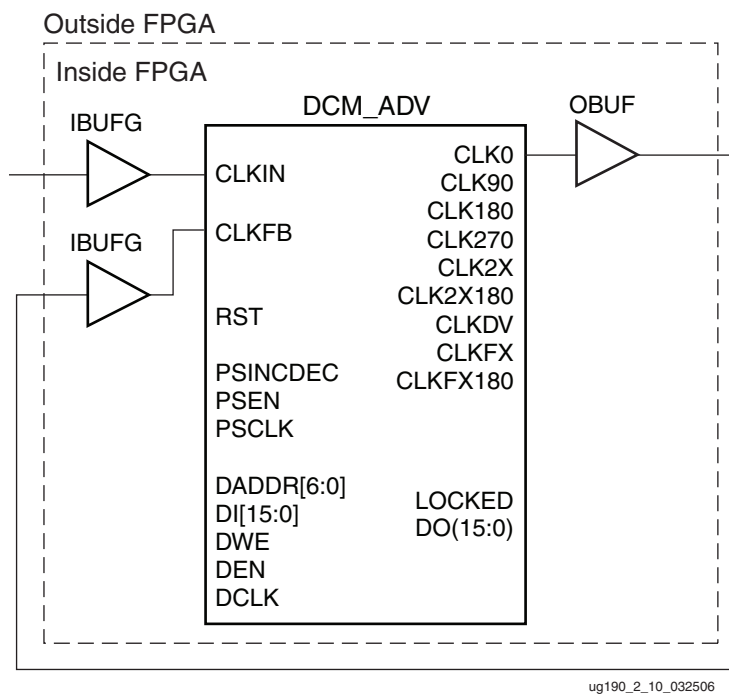 Outside FPGA
Inside FPGA
IBUFG
DCM_ADV
OBUF
CLKIN
IBUFG
CLKFB
RST
PSINCDEC
PSEN
PSCLK
DADDR[6:0]
DI[15:0]
DWE
DEN
DCLK
CLK0
CLK90
CLK180
CLK270
CLK2X
CLK2X180
CLKDV
CLKFX
CLKFX180
LOCKED
DO(15:0)
ug190_2_10_032506